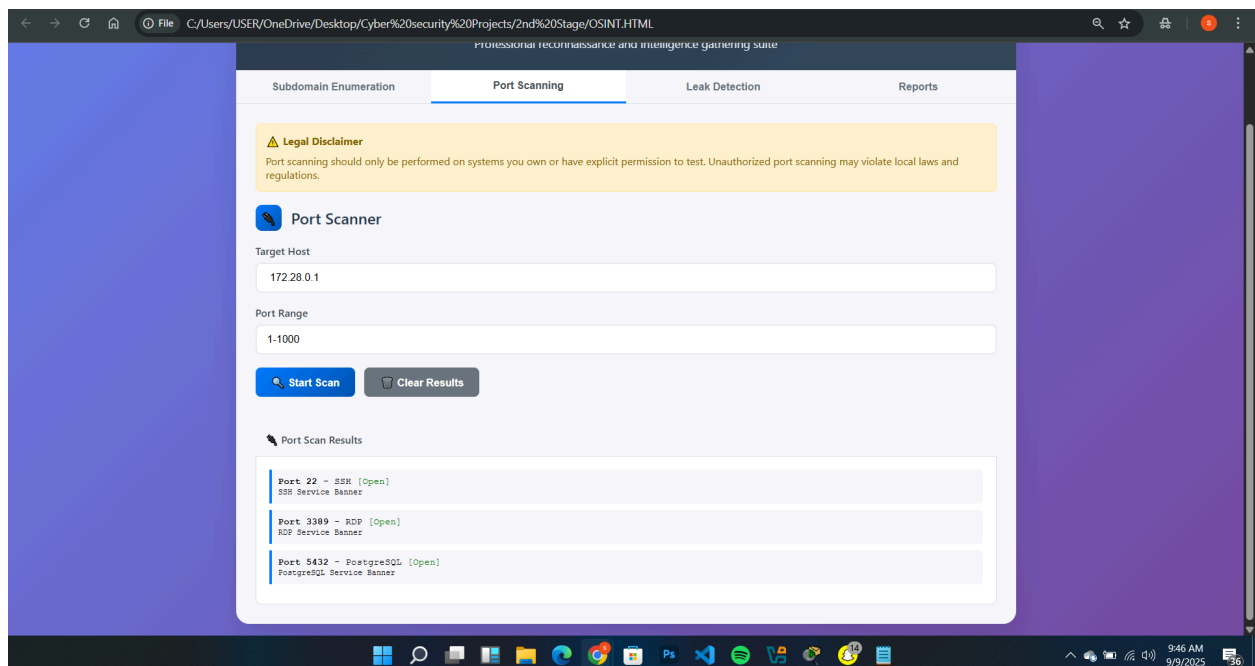 File
C:/Users/USER/OneDrive/Desktop/Cyber%20security%20Projects/2nd%20Stage/OSINT.HTML
S
Professional reconnaissance and intelligence gathering suite
Subdomain Enumeration
Port Scanning
Leak Detection
Reports
Legal Disclaimer
Port scanning should only be performed on systems you own or have explicit permission to test. Unauthorized port scanning may violate local laws and
regulations.
Port Scanner
Target Host
172.28.0.1
Port Range
1-1000
Start Scan
Clear Results
Port Scan Results
Port 22 - SSH [Open]
SSH Service Banner
Port 3389 - RDP [Open]
RDP Service Banner
Port 5432 - PostgreSQL [Open]
PostgreSQL Service Banner
Ps
14
9:46 AM
9/9/2025
36